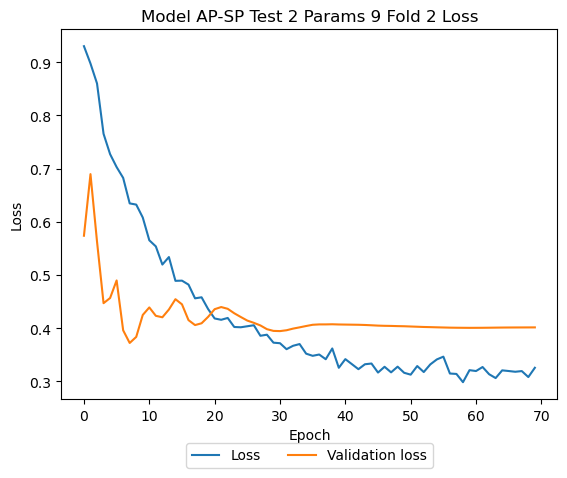 Model AP-SP Test 2 Params 9 Fold 2 Loss
Loss
0.9
0.8
0.7
0.6
0.5
0.4
0.3
0 10 20 30 40 50 60 70
Epoch
Loss Validation loss